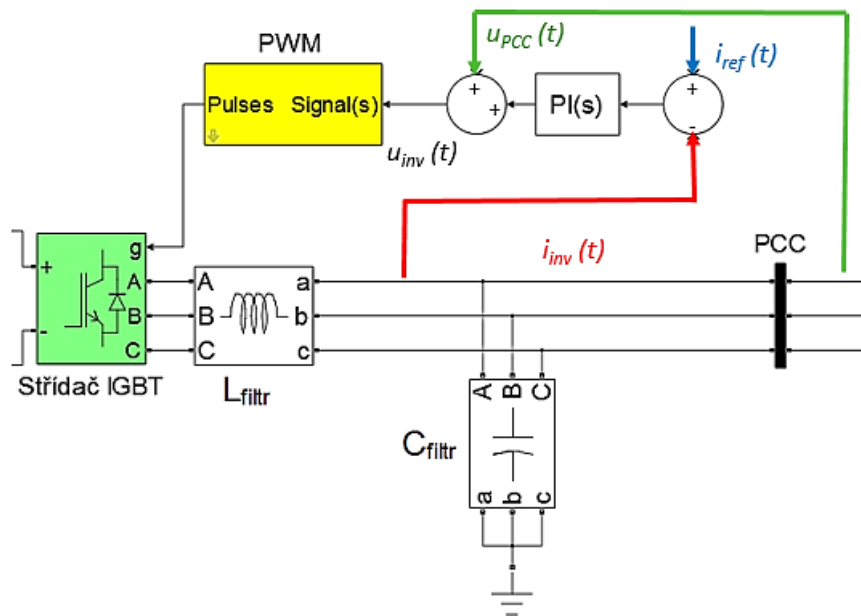 PWM
u_PCC (t)
i_ref (t)
Pulses Signal(s)
+
+
PI(s)
+
-
u_inv (t)
g
+
A
B
-
C
A
B
C
a
b
c
i_inv (t)
PCC
Střídač IGBT
L_filtr
A B C
C_filtr
a b c